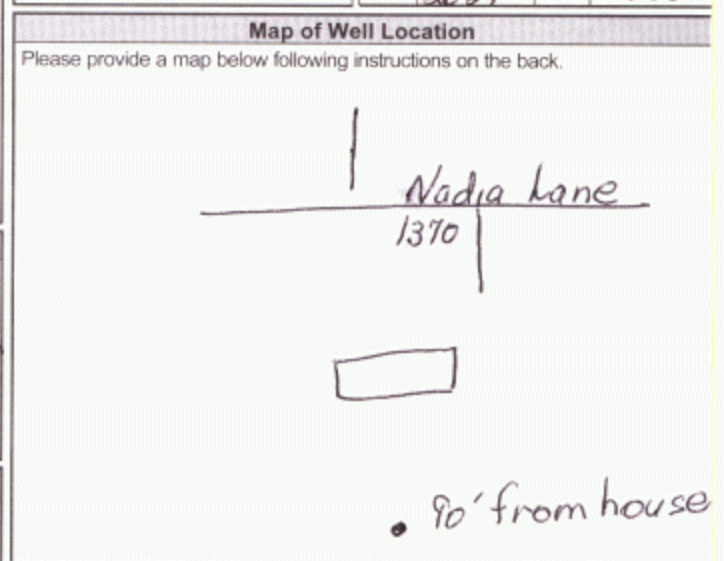 Map of Well Location
Please provide a map below following instructions on the back.
Nadia Lane
1370
90' from house